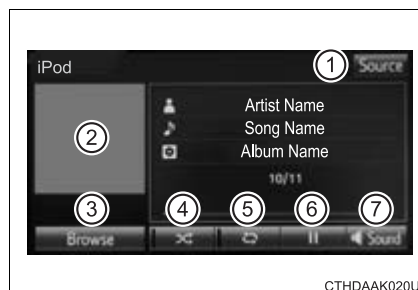 iPod
1
Source
2
Artist Name
Song Name
Album Name
10/11
3
4
5
6
7
Browse
Sound
CTHDAAK020U